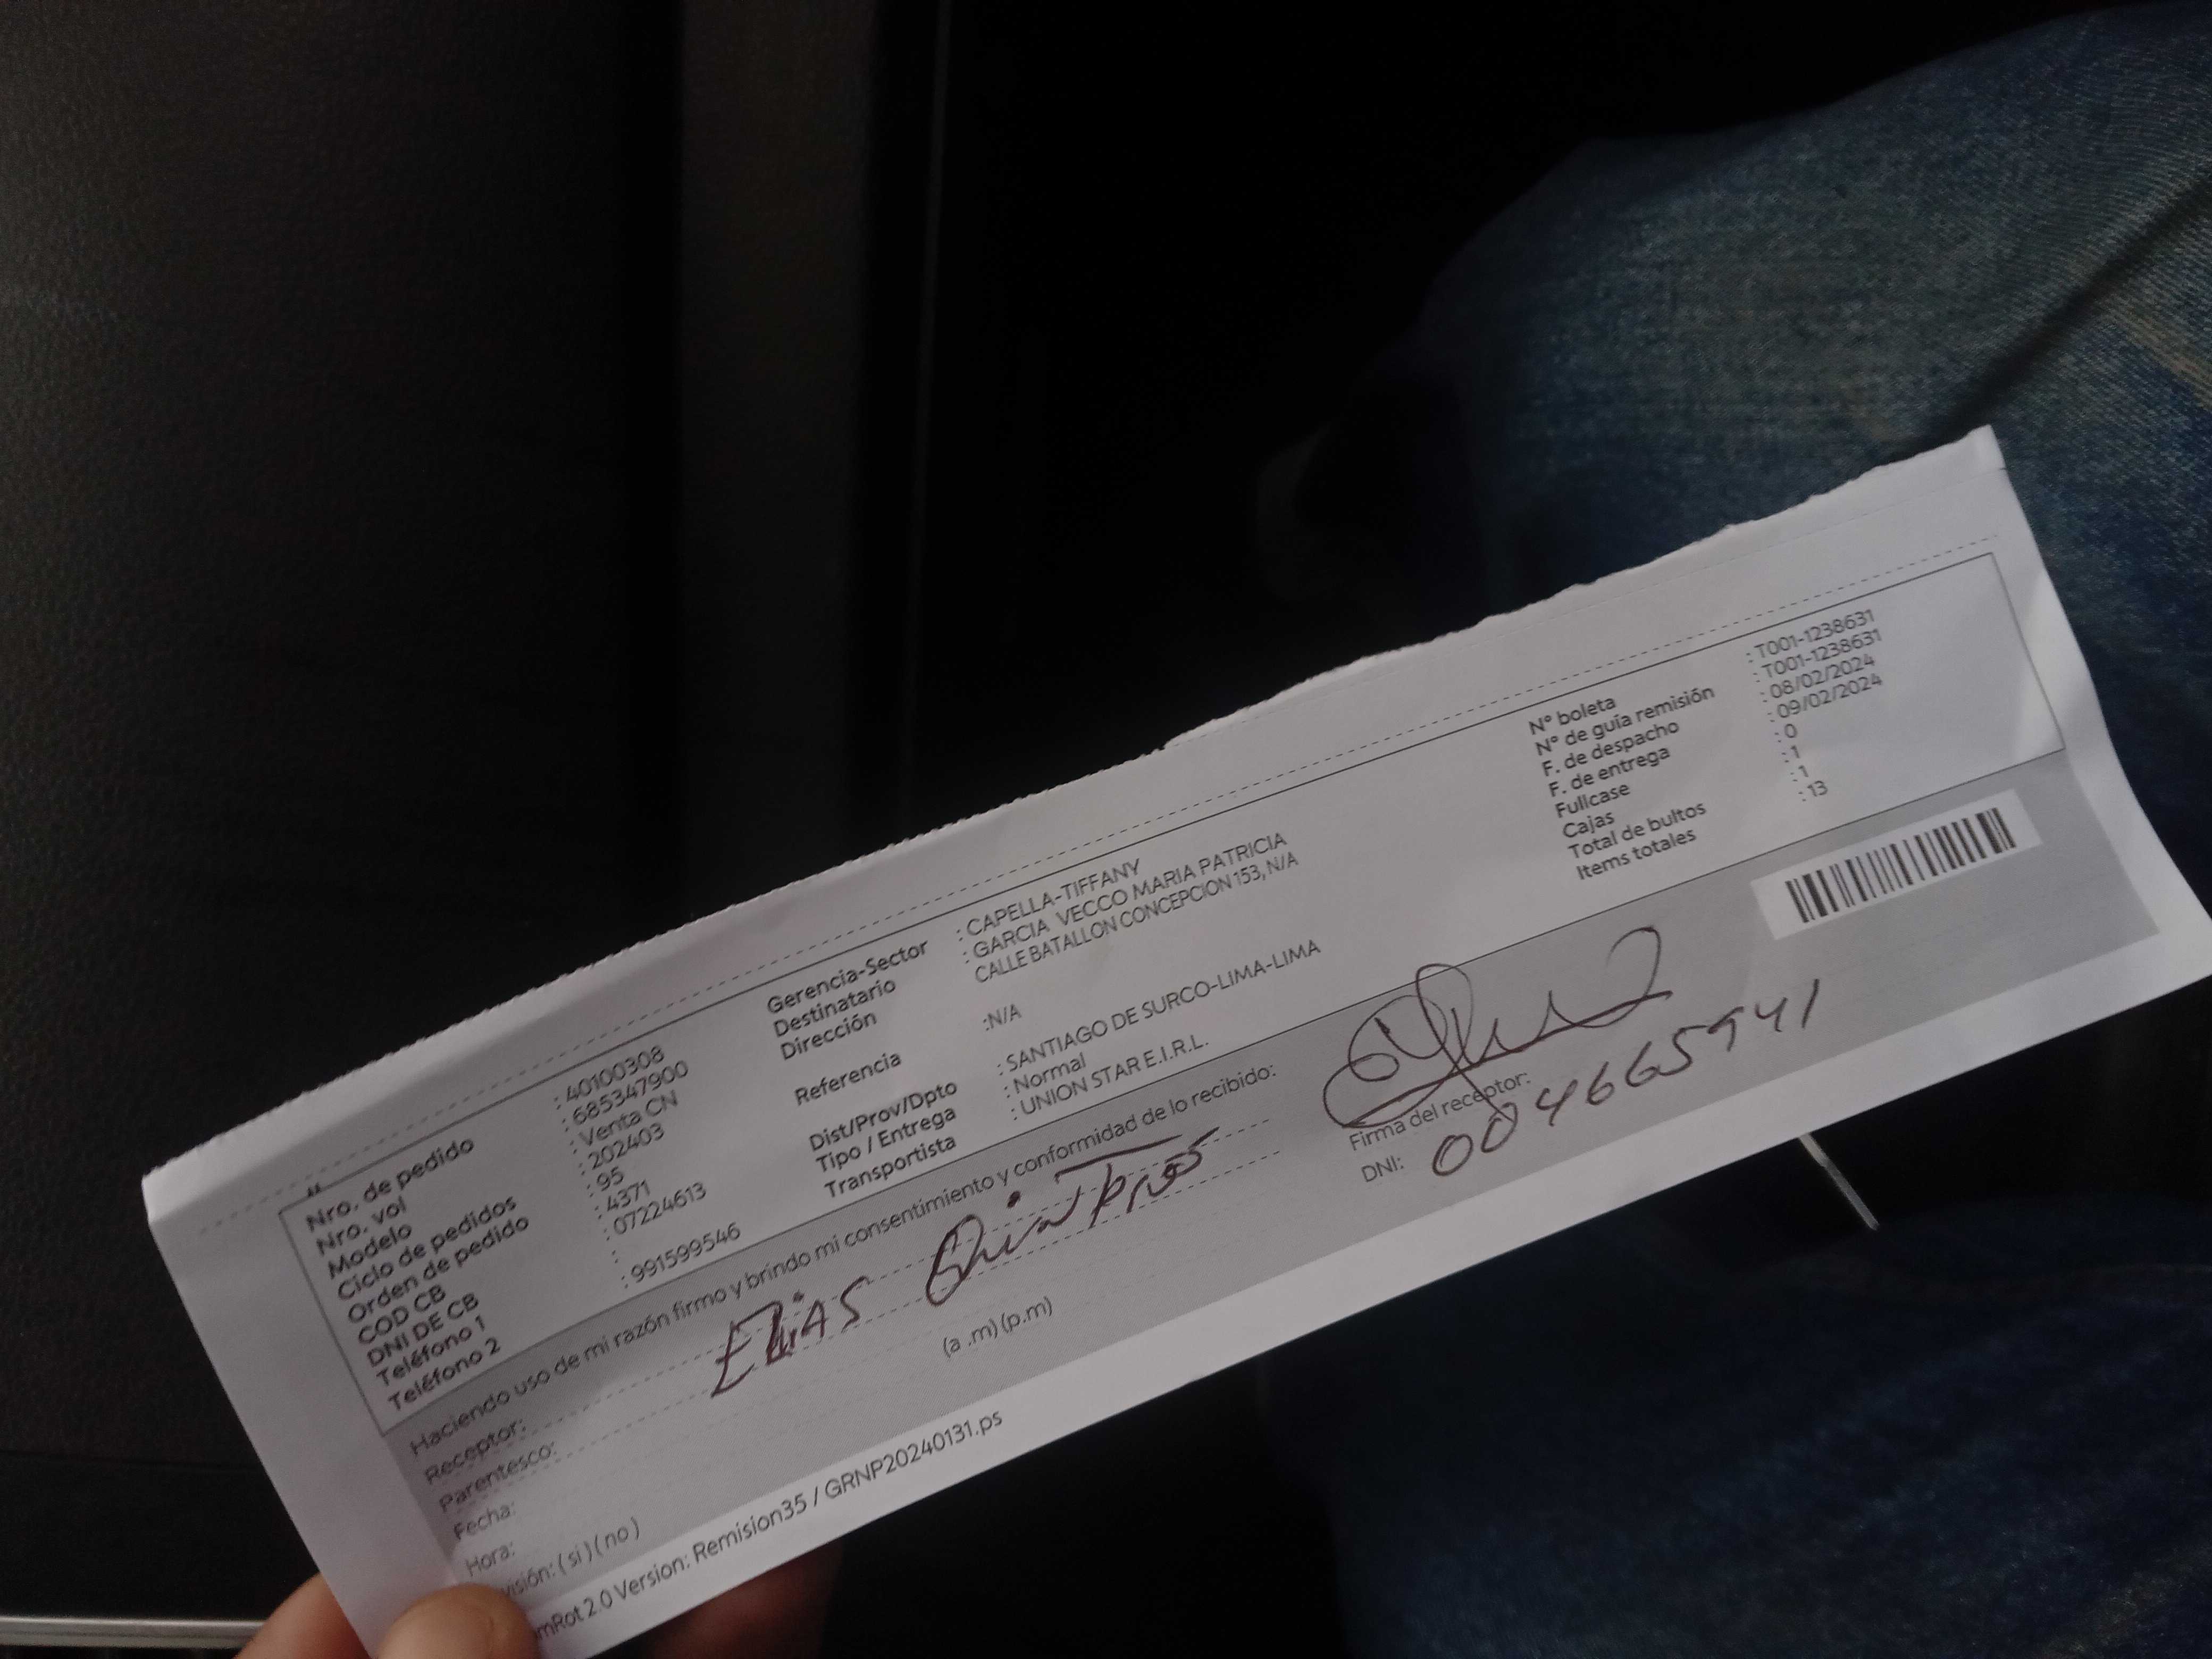 Nro. de pedido : 40100308
Nro. vol : 685347900
Modelo : Venta CN
Ciclo de pedidos : 202403
Orden de pedido : 95
COD CB : 4371
DNI DE CB : 07224613
Teléfono 1 :
Teléfono 2 : 991599546
Gerencia-Sector : CAPELLA-TIFFANY
Destinatario : GARCIA VECCO MARIA PATRICIA
Dirección CALLE BATALLON CONCEPCION 153, N/A
Referencia :N/A
Dist/Prov/Dpto : SANTIAGO DE SURCO-LIMA-LIMA
Tipo / Entrega : Normal
Transportista : UNION STAR E.I.R.L.
N° boleta : T001-1238631
N° de guía remisión : T001-1238631
F. de despacho : 08/02/2024
F. de entrega : 09/02/2024
Fullcase : 0
Cajas : 1
Total de bultos : 1
Items totales : 13
Haciendo uso de mi razón firmo y brindo mi consentimiento y conformidad de lo recibido:
Receptor: ELiAS
Parentesco:
Fecha:
Hora: (a .m) (p.m)
visión: ( si ) ( no )
Firma del receptor:
DNI: 004665941
mRot 2.0 Version: Remision35 / GRNP20240131.ps